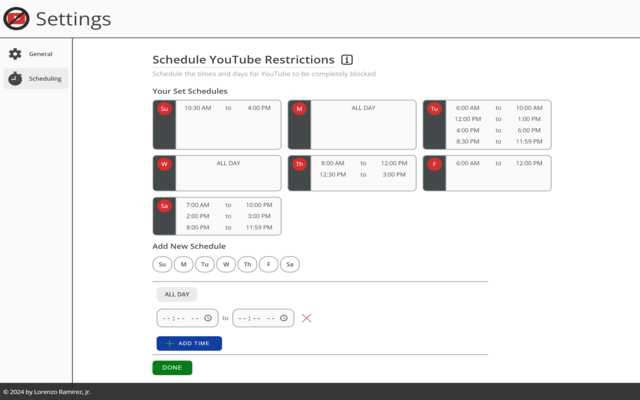 Settings
General
Scheduling
Schedule YouTube Restrictions
Schedule the times and days for YouTube to be completely blocked
Your Set Schedules
Su
10:30 AM to 4:00 PM
M
ALL DAY
Tu
6:00 AM to 10:00 AM
12:00 PM to 1:00 PM
4:00 PM to 6:00 PM
8:30 PM to 11:59 PM
W
ALL DAY
Th
8:00 AM to 12:00 PM
12:30 PM to 3:00 PM
F
6:00 AM to 12:00 PM
Sa
7:00 AM to 10:00 PM
2:00 PM to 3:00 PM
8:00 PM to 11:59 PM
Add New Schedule
Su M Tu W Th F Sa
ALL DAY
--:-- -- to --:-- --
ADD TIME
DONE
© 2024 by Lorenzo Ramirez, Jr.